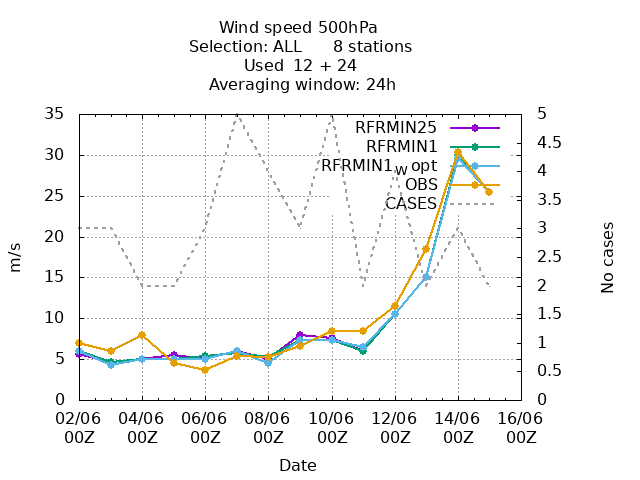 Wind speed 500hPa
Selection: ALL 8 stations
Used 12 + 24
Averaging window: 24h
RFRMIN25
RFRMIN1
RFRMIN1_w opt
OBS
CASES
35
30
25
20
15
10
5
0
m/s
5
4.5
4
3.5
3
2.5
2
1.5
1
0.5
0
No cases
02/06 04/06 06/06 08/06 10/06 12/06 14/06 16/06
00Z 00Z 00Z 00Z 00Z 00Z 00Z 00Z
Date